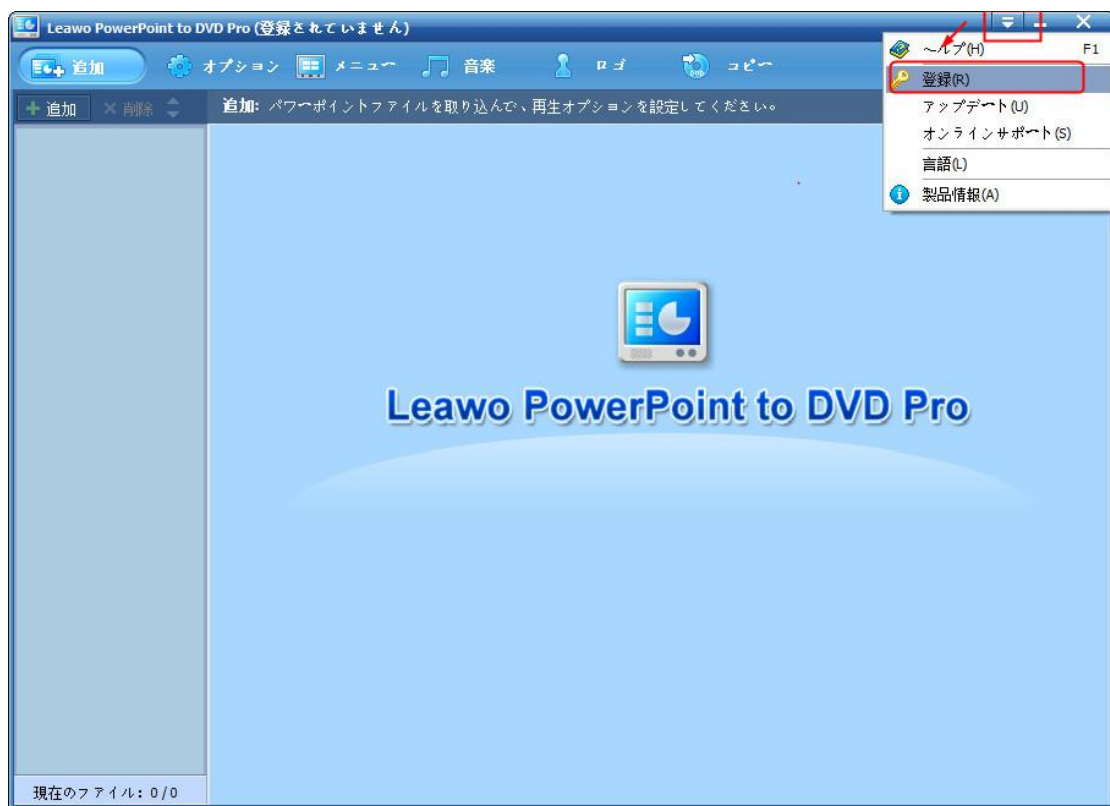 Leawo PowerPoint to DVD Pro (登録されていません)
追加 オプション メニュー 音楽 ロゴ コピー
追加 削除 追加: パワーポイントファイルを取り込んで、再生オプションを設定してください。
ヘルプ(H) F1
登録(R)
アップデート(U)
オンラインサポート(S)
言語(L)
製品情報(A)
Leawo PowerPoint to DVD Pro
現在のファイル: 0/0